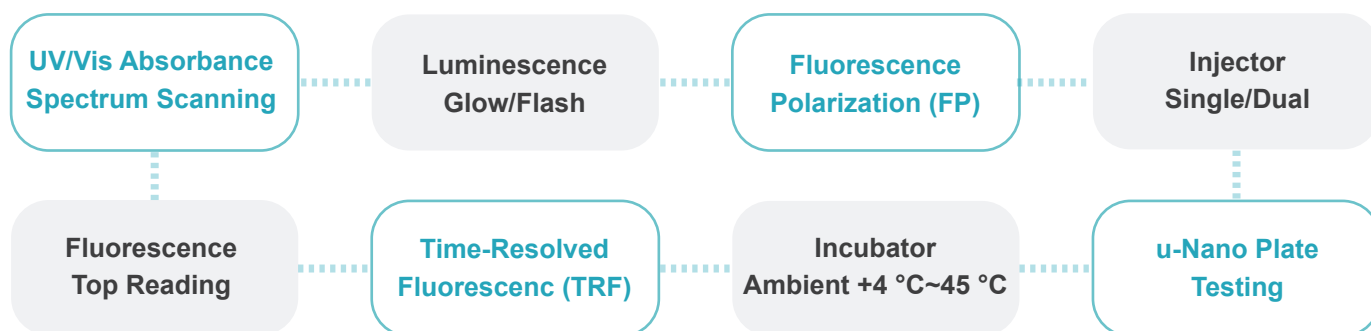 UV/Vis Absorbance
Spectrum Scanning
Luminescence
Glow/Flash
Fluorescence
Polarization (FP)
Injector
Single/Dual
Fluorescence
Top Reading
Time-Resolved
Fluorescenc (TRF)
Incubator
Ambient +4 °C~45 °C
u-Nano Plate
Testing